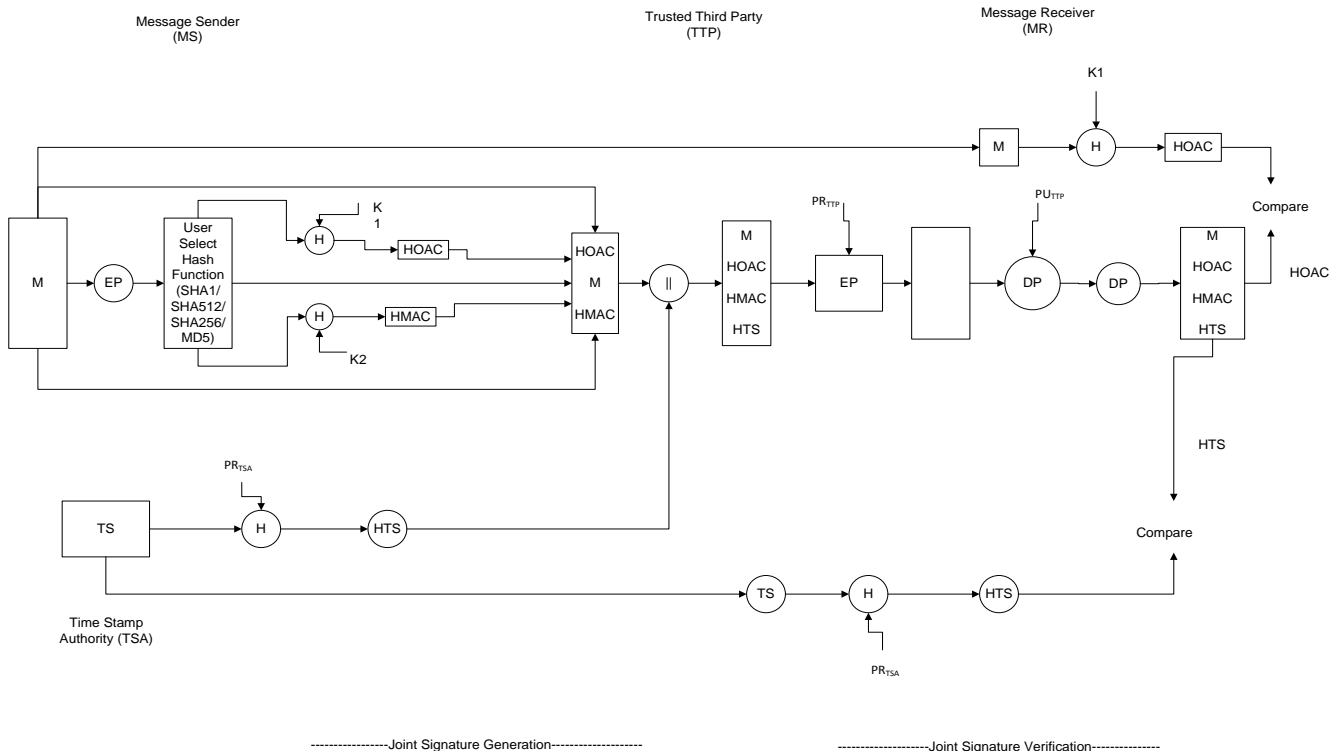 Message Sender
(MS)
Trusted Third Party
(TTP)
Message Receiver
(MR)
K1
M
H
HOAC
Compare
HOAC
M
EP
User
Select
Hash
Function
(SHA1/
SHA512/
SHA256/
MD5)
K
1
H
HOAC
H
HMAC
K2
HOAC
M
HMAC
||
M
HOAC
HMAC
HTS
PRTTP
EP
PUTTP
DP
DP
M
HOAC
HMAC
HTS
HTS
Compare
PRTSA
TS
H
HTS
TS
H
HTS
PRTSA
Time Stamp
Authority (TSA)
-----------------Joint Signature Generation--------------------
-----------------Joint Signature Verification---------------